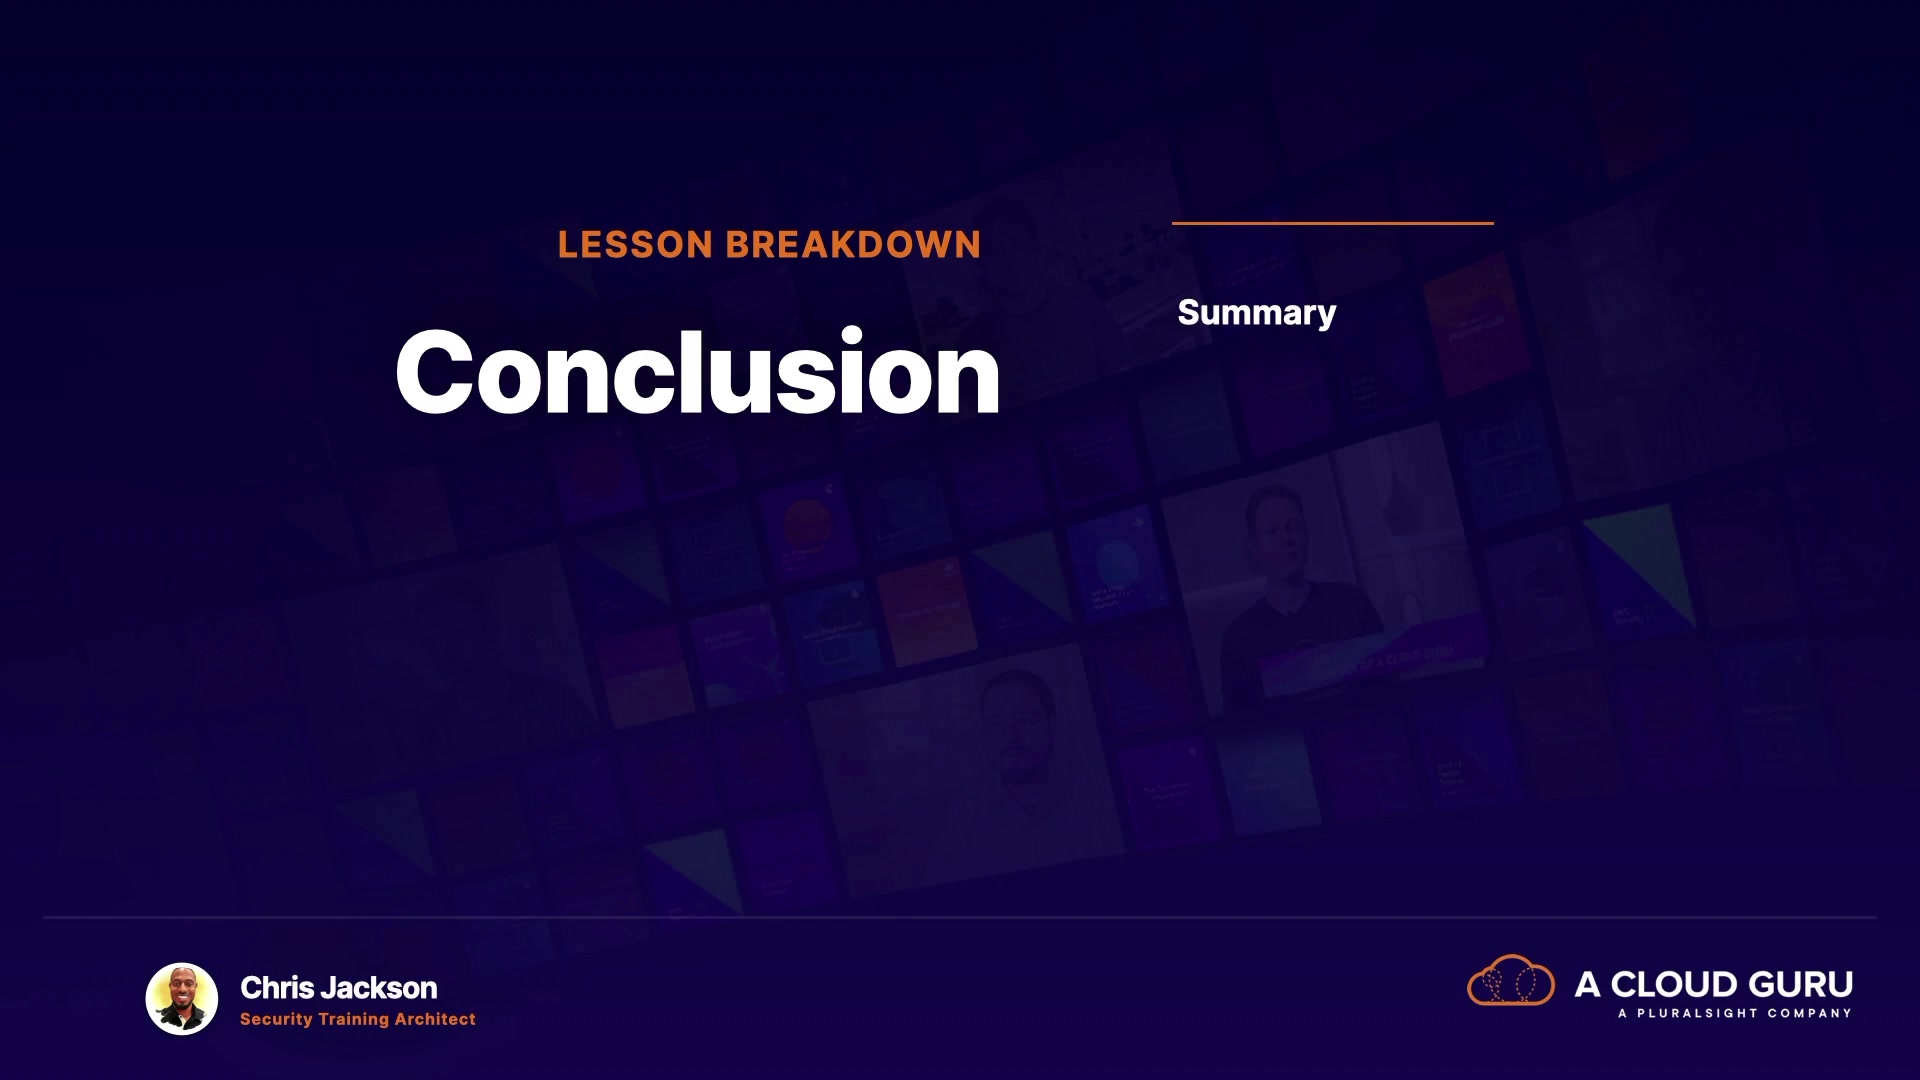 LESSON BREAKDOWN
Conclusion
Summary
Chris Jackson
Security Training Architect
A CLOUD GURU
A PLURALSIGHT COMPANY